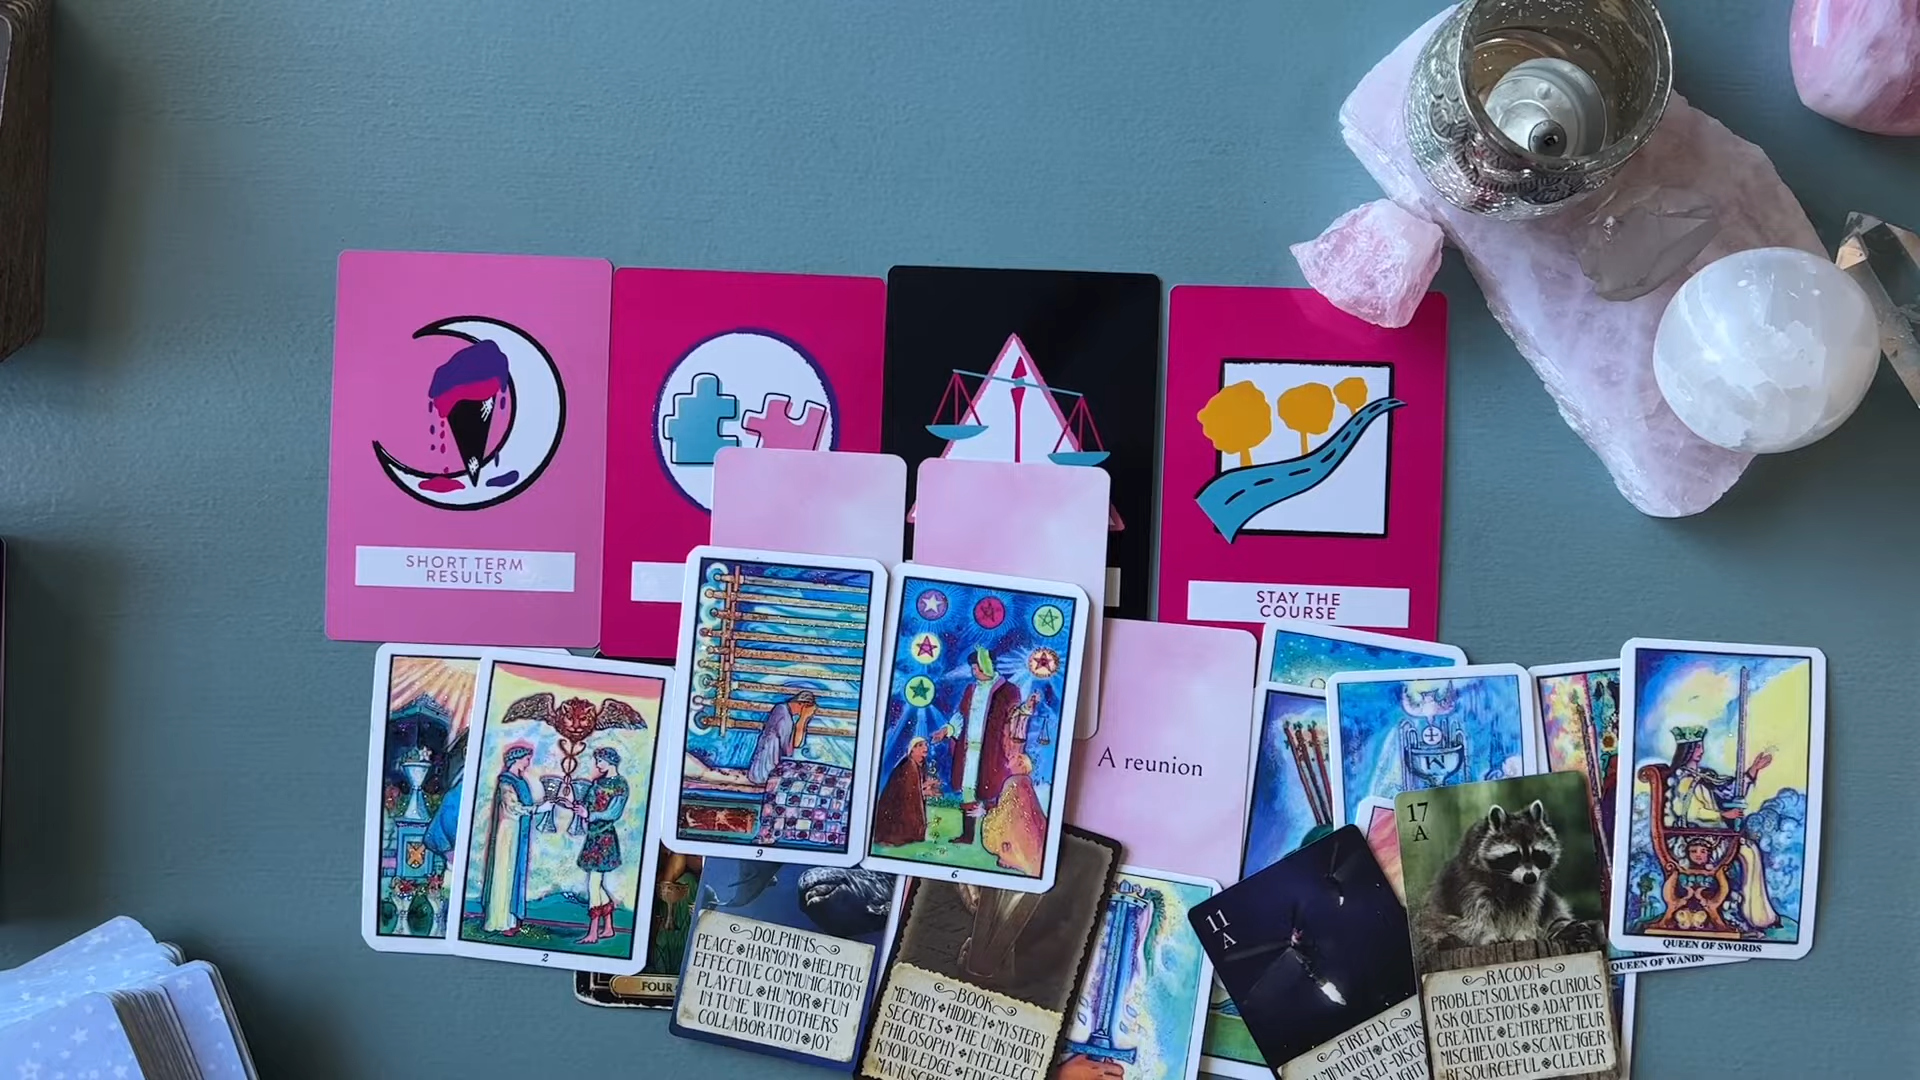 SHORT TERM
RESULTS
STAY THE
COURSE
A reunion
9
6
2
QUEEN OF SWORDS
QUEEN OF WANDS
FOUR
DOLPHINS
PEACE HARMONY HELPFUL
EFFECTIVE COMMUNICATION
PLAYFUL HUMOR FUN
IN TUNE WITH OTHERS
COLLABORATION JOY
BOOK
MEMORY HIDDEN MYSTERY
SECRETS THE UNKNOWN
PHILOSOPHY INTELLECT
KNOWLEDGE
11
A
FIREFLY
17
A
RACOON
PROBLEM SOLVER CURIOUS
ASK QUESTIONS ADAPTIVE
CREATIVE ENTREPRENEUR
MISCHIEVOUS SCAVENGER
RESOURCEFUL CLEVER